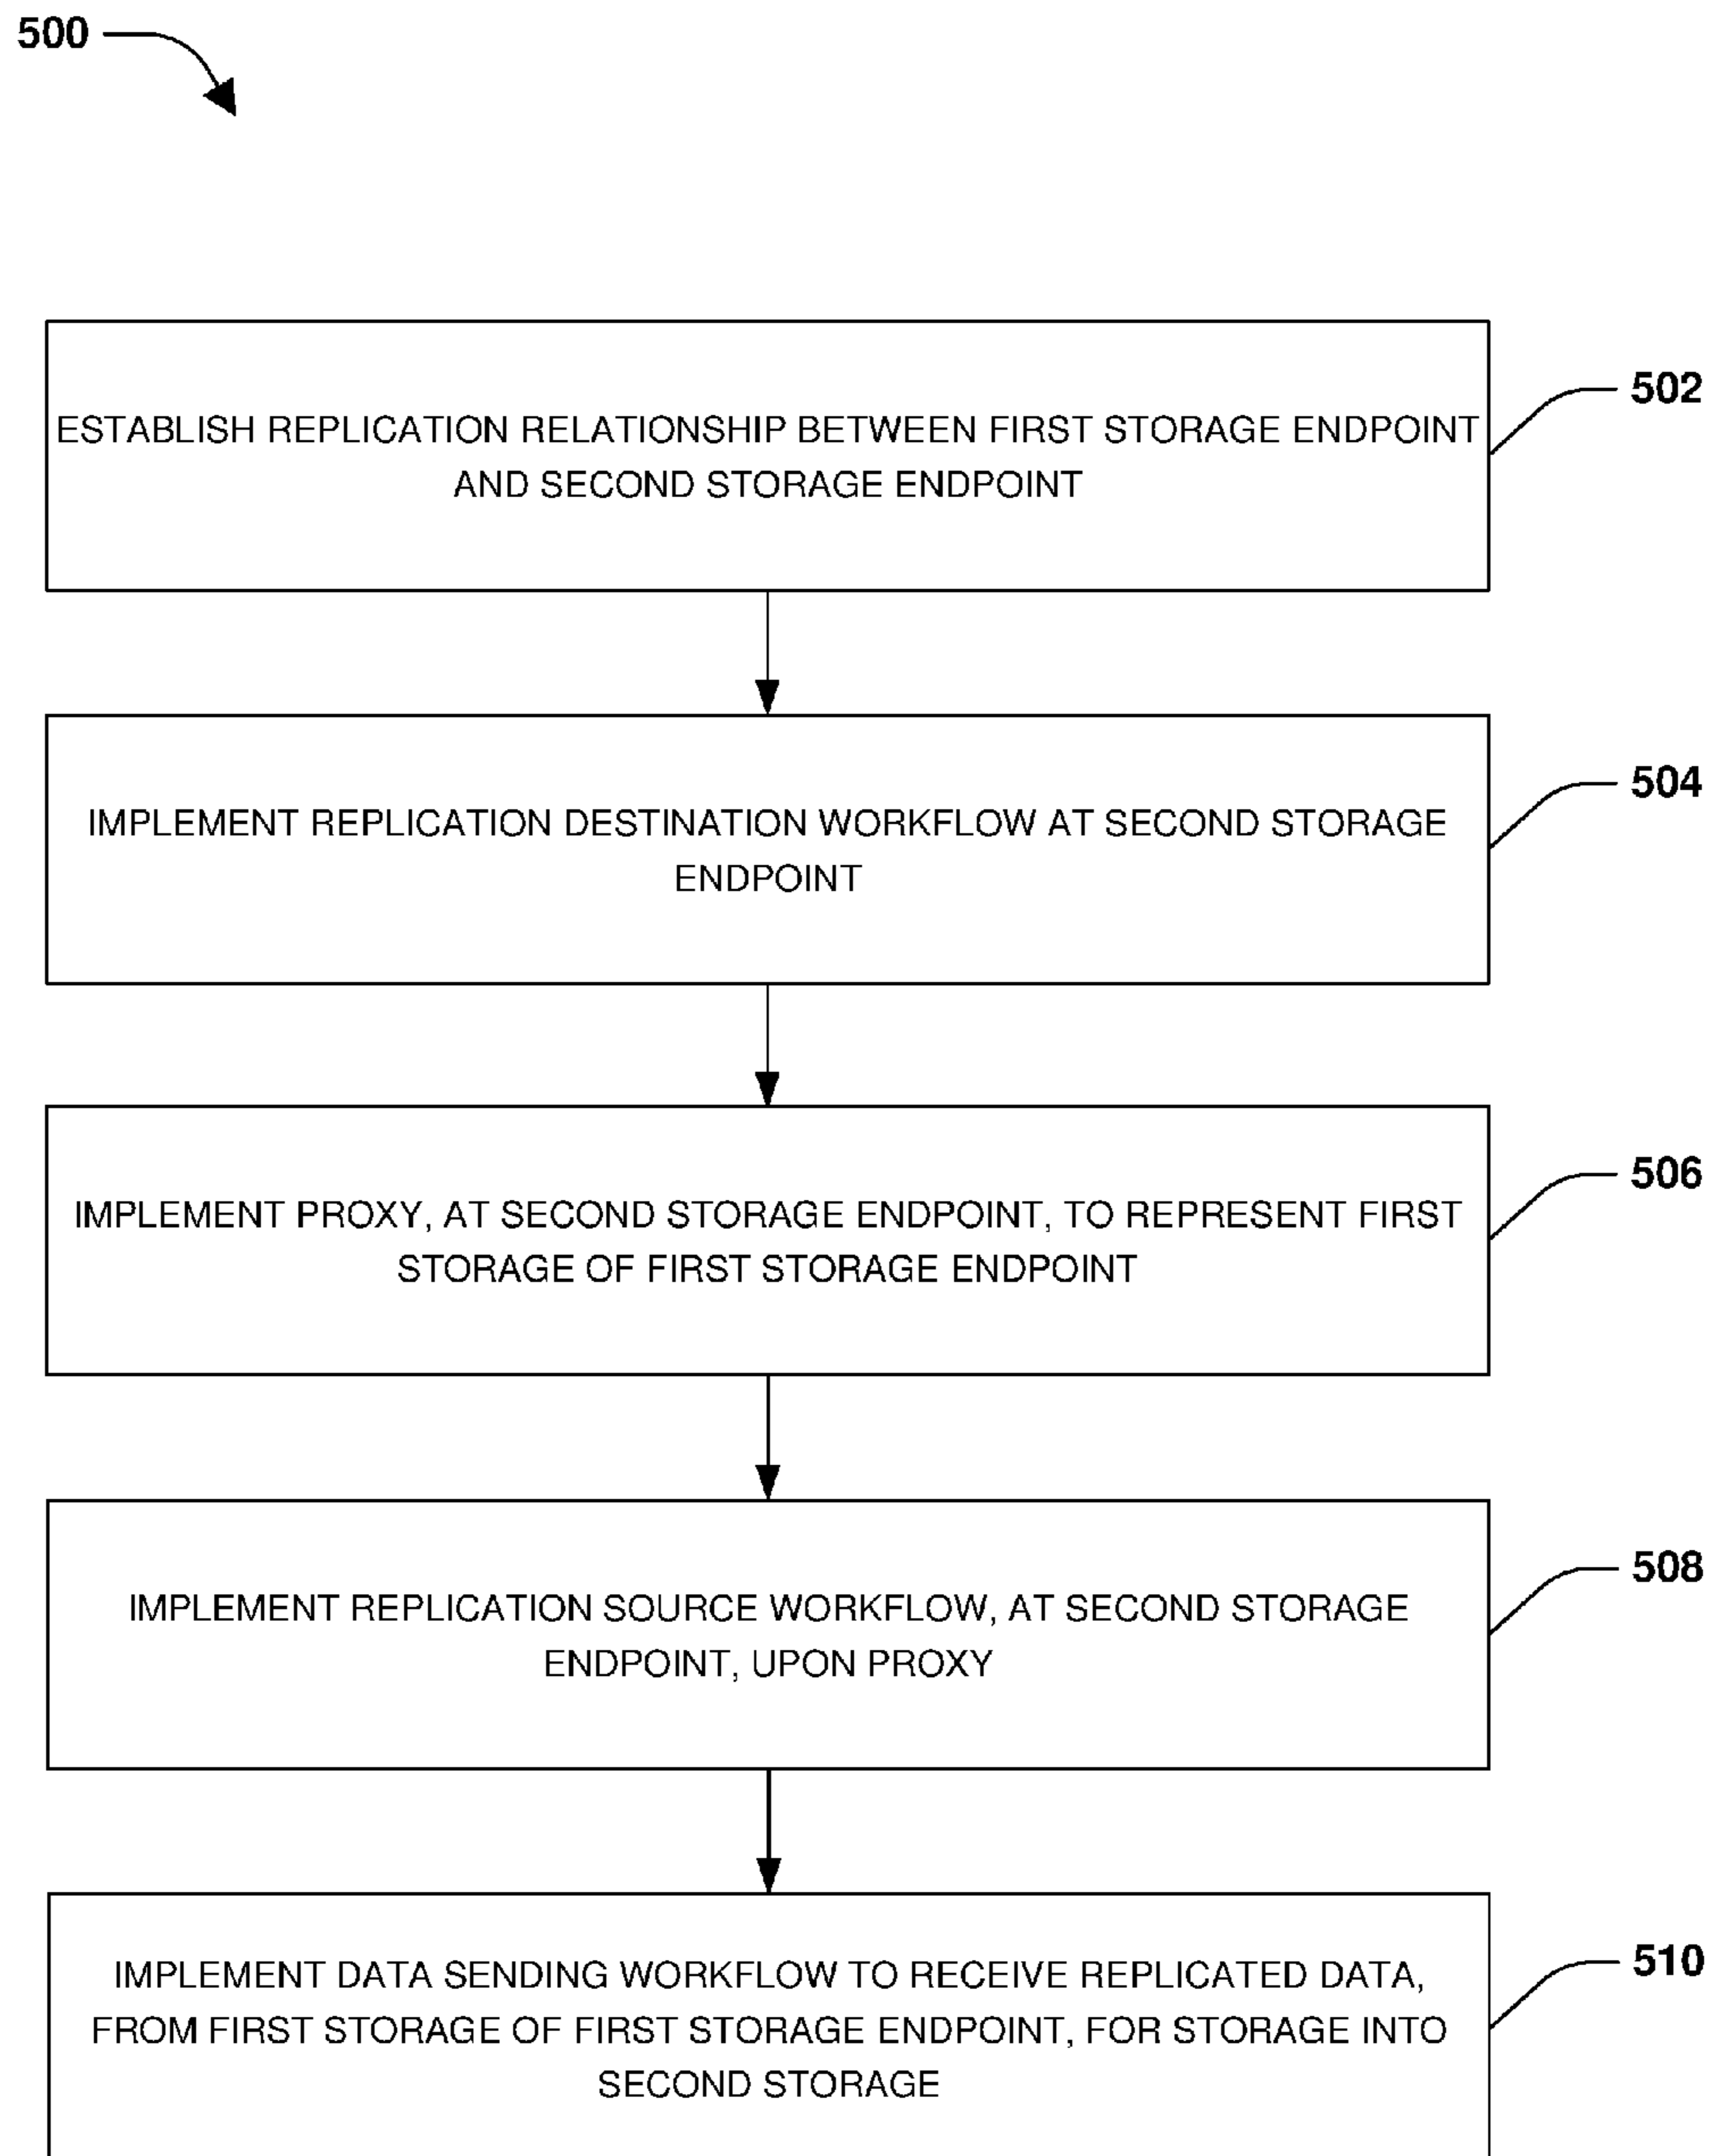 500
ESTABLISH REPLICATION RELATIONSHIP BETWEEN FIRST STORAGE ENDPOINT
AND SECOND STORAGE ENDPOINT
502
IMPLEMENT REPLICATION DESTINATION WORKFLOW AT SECOND STORAGE
ENDPOINT
504
IMPLEMENT PROXY, AT SECOND STORAGE ENDPOINT, TO REPRESENT FIRST
STORAGE OF FIRST STORAGE ENDPOINT
506
IMPLEMENT REPLICATION SOURCE WORKFLOW, AT SECOND STORAGE
ENDPOINT, UPON PROXY
508
IMPLEMENT DATA SENDING WORKFLOW TO RECEIVE REPLICATED DATA,
FROM FIRST STORAGE OF FIRST STORAGE ENDPOINT, FOR STORAGE INTO
SECOND STORAGE
510